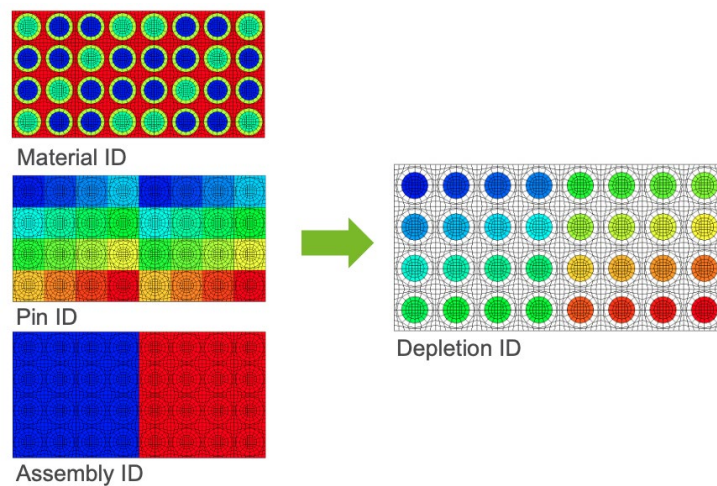 Material ID
Pin ID
Depletion ID
Assembly ID